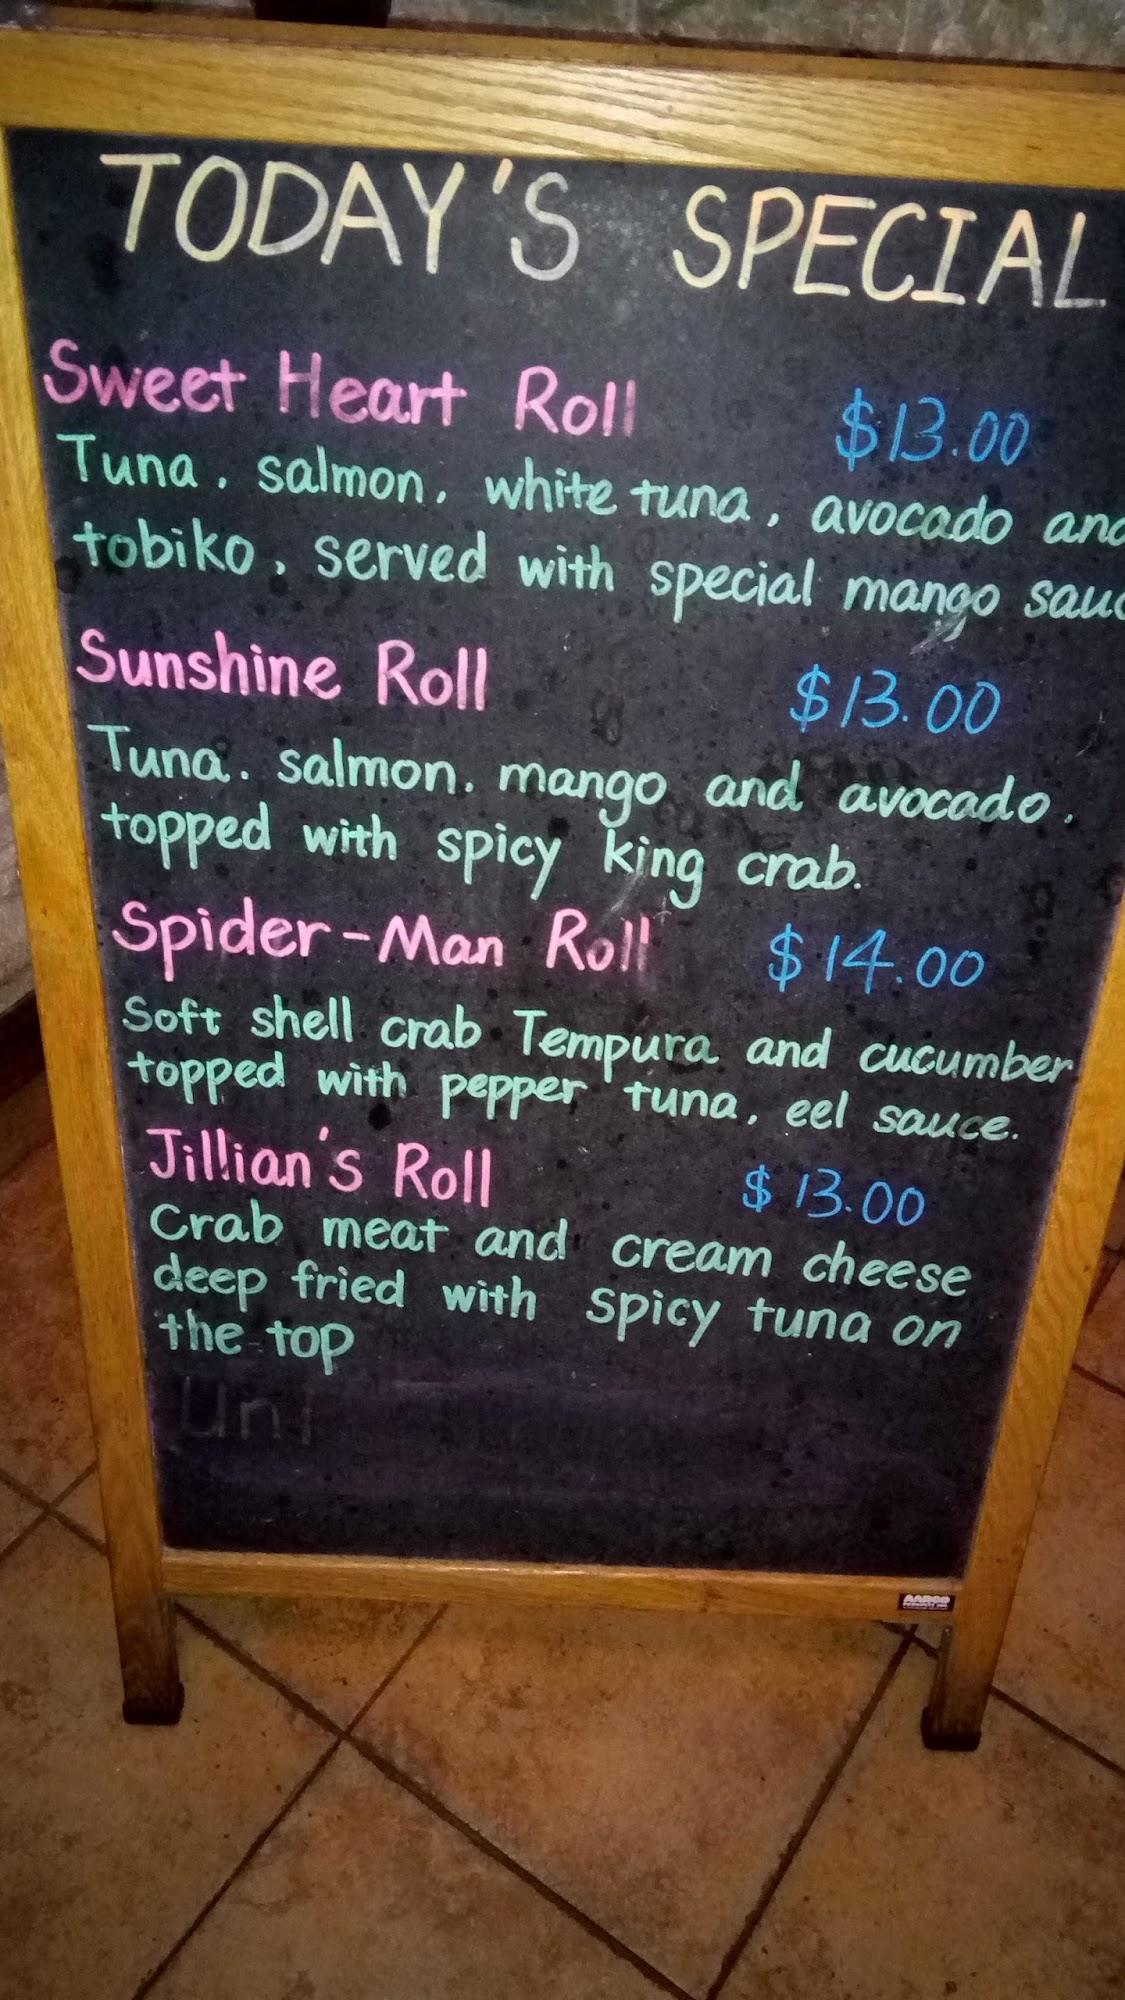 TODAY'S SPECIAL
Sweet Heart Roll $13.00
Tuna, salmon, white tuna, avocado and
tobiko, served with special mango sauc
Sunshine Roll $13.00
Tuna. salmon. mango and avocado,
topped with spicy king crab.
Spider-Man Roll $14.00
Soft shell crab Tempura and cucumber
topped with pepper tuna, eel sauce.
Jillian's Roll $13.00
Crab meat and cream cheese
deep fried with spicy tuna on
the top
Uni
AARCO